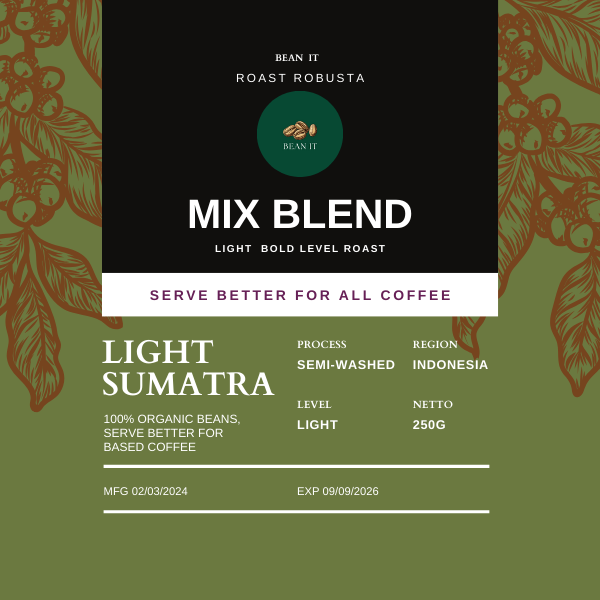 BEAN IT
ROAST ROBUSTA
BEAN IT
MIX BLEND
LIGHT BOLD LEVEL ROAST
SERVE BETTER FOR ALL COFFEE
LIGHT
SUMATRA
100% ORGANIC BEANS,
SERVE BETTER FOR
BASED COFFEE
PROCESS
SEMI-WASHED
REGION
INDONESIA
LEVEL
LIGHT
NETTO
250G
MFG 02/03/2024
EXP 09/09/2026